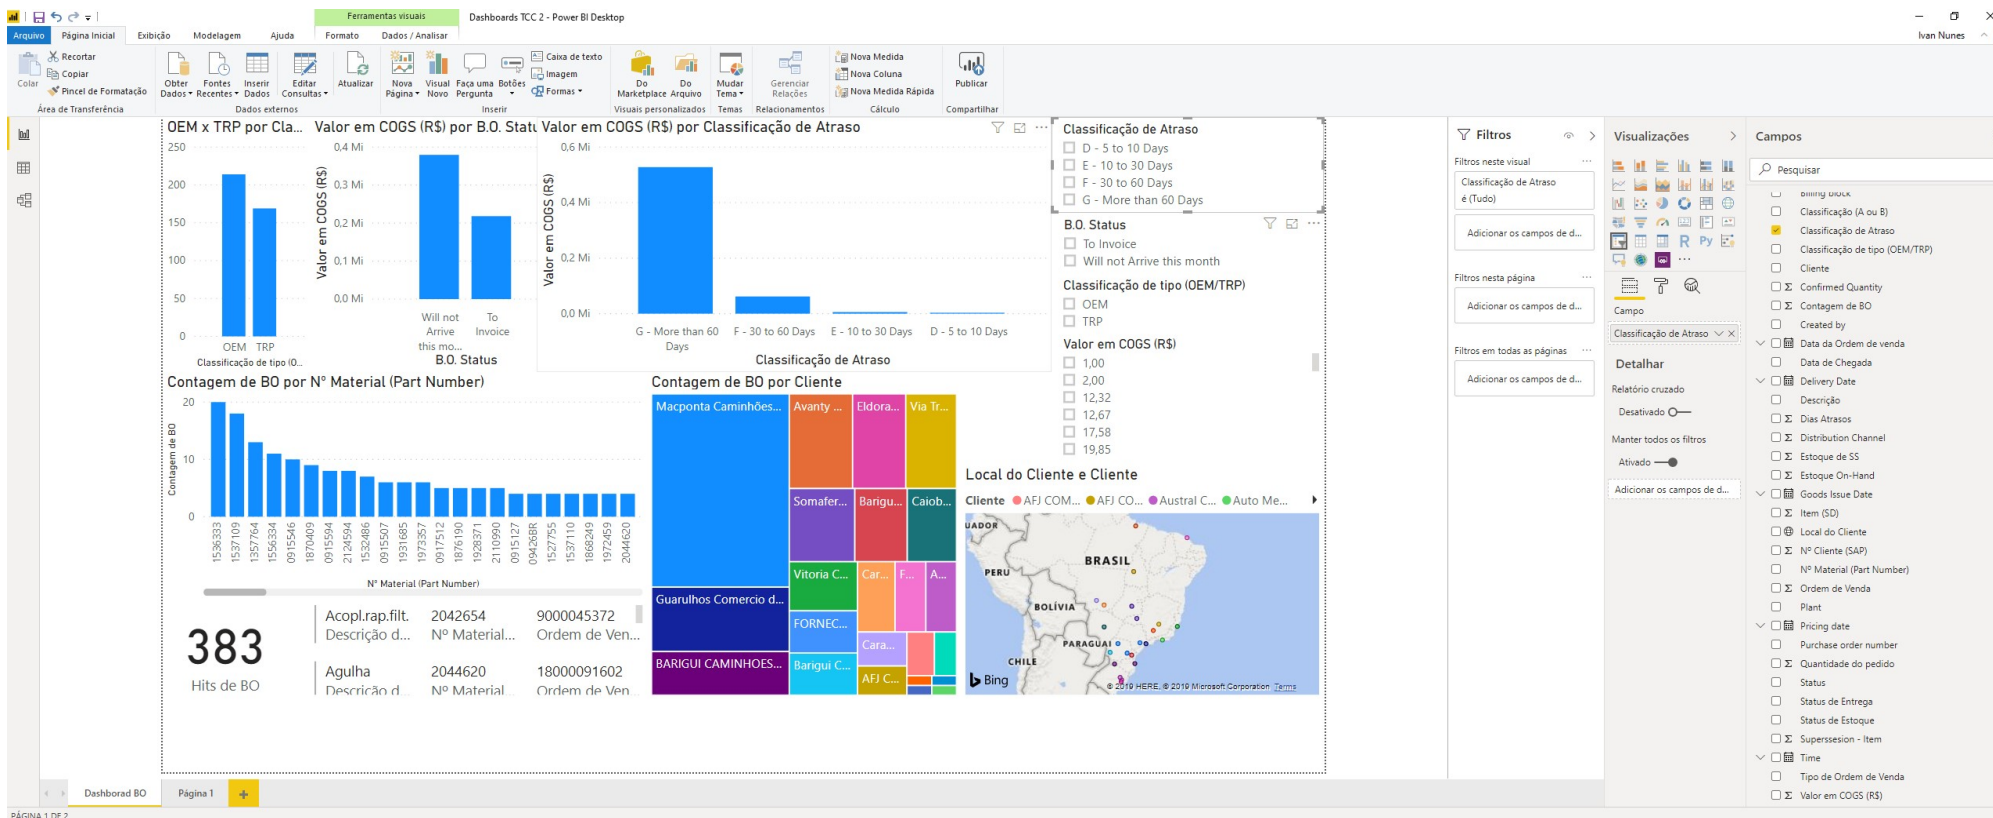 Ferramentas visuais
Dashboards TCC 2 - Power BI Desktop
Ivan Nunes
Arquivo Página Inicial Exibição Modelagem Ajuda Formato Dados / Analisar
Colar
Recortar
Copiar
Pincel de Formatação
Área de Transferência
Obter Dados
Fontes Recentes
Inserir Dados
Editar Consultas
Atualizar
Dados externos
Nova Página
Visual Novo
Faça uma Pergunta
Botões
Caixa de texto
Imagem
Formas
Inserir
Do Marketplace
Do Arquivo
Visuais personalizados
Mudar Tema
Temas
Gerenciar Relações
Relacionamentos
Nova Medida
Nova Coluna
Nova Medida Rápida
Cálculo
Publicar
Compartilhar
OEM x TRP por Cla...
250
200
150
100
50
0
OEM TRP
Classificação de tipo (O...
Valor em COGS (R$) por B.O. Statu
Valor em COGS (R$)
0,4 Mi
0,3 Mi
0,2 Mi
0,1 Mi
0,0 Mi
Will not Arrive this mo...
To Invoice
B.O. Status
Valor em COGS (R$) por Classificação de Atraso
Valor em COGS (R$)
0,6 Mi
0,4 Mi
0,2 Mi
0,0 Mi
G - More than 60 Days
F - 30 to 60 Days
E - 10 to 30 Days
D - 5 to 10 Days
Classificação de Atraso
Classificação de Atraso
D - 5 to 10 Days
E - 10 to 30 Days
F - 30 to 60 Days
G - More than 60 Days
B.O. Status
To Invoice
Will not Arrive this month
Classificação de tipo (OEM/TRP)
OEM
TRP
Valor em COGS (R$)
1,00
2,00
12,32
12,67
17,58
19,85
Contagem de BO por Nº Material (Part Number)
Contagem de BO
20
10
0
1536333
1537109
1357764
1556334
0915546
1870409
0915594
2124594
1532486
0915507
1931685
1973357
0917512
1876190
1928371
2110990
0915127
09426BR
1527755
1537110
1868249
1972459
2044620
Nº Material (Part Number)
383
Hits de BO
Acopl.rap.filt. 2042654 9000045372
Descrição d... Nº Material... Ordem de Ven...
Agulha 2044620 18000091602
Descrição d... Nº Material... Ordem de Ven...
Contagem de BO por Cliente
Macponta Caminhões...
Guarulhos Comercio d...
BARIGUI CAMINHOES...
Avanty ...
Eldora...
Via Tr...
Somafer...
Barigu...
Caiob...
Vitoria C...
Car...
F...
A...
FORNEC...
Cara...
Barigui C...
AFJ C...
Local do Cliente e Cliente
Cliente AFJ COM... AFJ CO... Austral C... Auto Me...
UADOR
BRASIL
PERU
BOLÍVIA
PARAGUAI
CHILE
Bing
© 2019 HERE, © 2019 Microsoft Corporation Terms
Filtros
Filtros neste visual
Classificação de Atraso
é (Tudo)
Adicionar os campos de d...
Filtros nesta página
Adicionar os campos de d...
Filtros em todas as páginas
Adicionar os campos de d...
Visualizações
R Py
Campo
Classificação de Atraso
Detalhar
Relatório cruzado
Desativado
Manter todos os filtros
Ativado
Adicionar os campos de d...
Campos
Pesquisar
Billing block
Classificação (A ou B)
Classificação de Atraso
Classificação de tipo (OEM/TRP)
Cliente
Σ Confirmed Quantity
Σ Contagem de BO
Created by
Data da Ordem de venda
Data de Chegada
Delivery Date
Descrição
Σ Dias Atrasos
Σ Distribution Channel
Σ Estoque de SS
Σ Estoque On-Hand
Goods Issue Date
Σ Item (SD)
Local do Cliente
Σ Nº Cliente (SAP)
Nº Material (Part Number)
Σ Ordem de Venda
Plant
Pricing date
Purchase order number
Σ Quantidade do pedido
Status
Status de Entrega
Status de Estoque
Σ Superssesion - Item
Time
Tipo de Ordem de Venda
Σ Valor em COGS (R$)
Dashborad BO Página 1
PÁGINA 1 DE 2